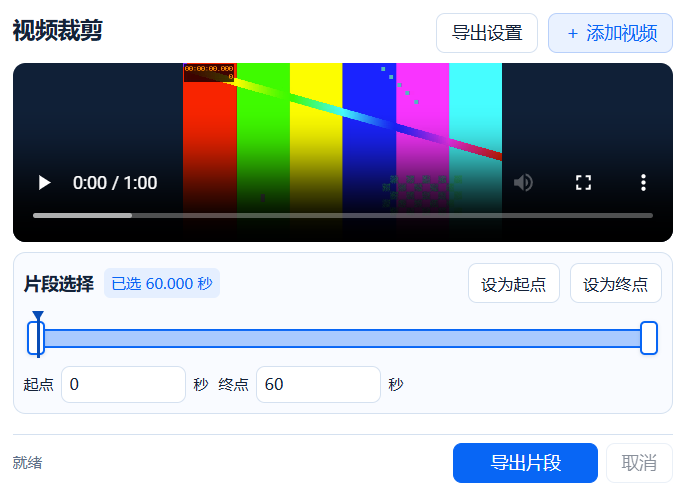 视频裁剪
导出设置
+ 添加视频
00:00:00.000
0
0:00 / 1:00
片段选择
已选 60.000 秒
设为起点
设为终点
起点 0 秒 终点 60 秒
就绪
导出片段
取消